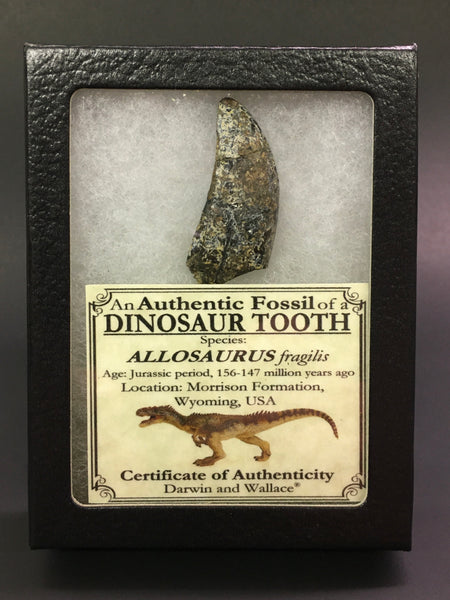 An Authentic Fossil of a
DINOSAUR TOOTH
Species:
ALLOSAURUS fragilis
Age: Jurassic period, 156-147 million years ago
Location: Morrison Formation,
Wyoming, USA
Certificate of Authenticity
Darwin and Wallace®